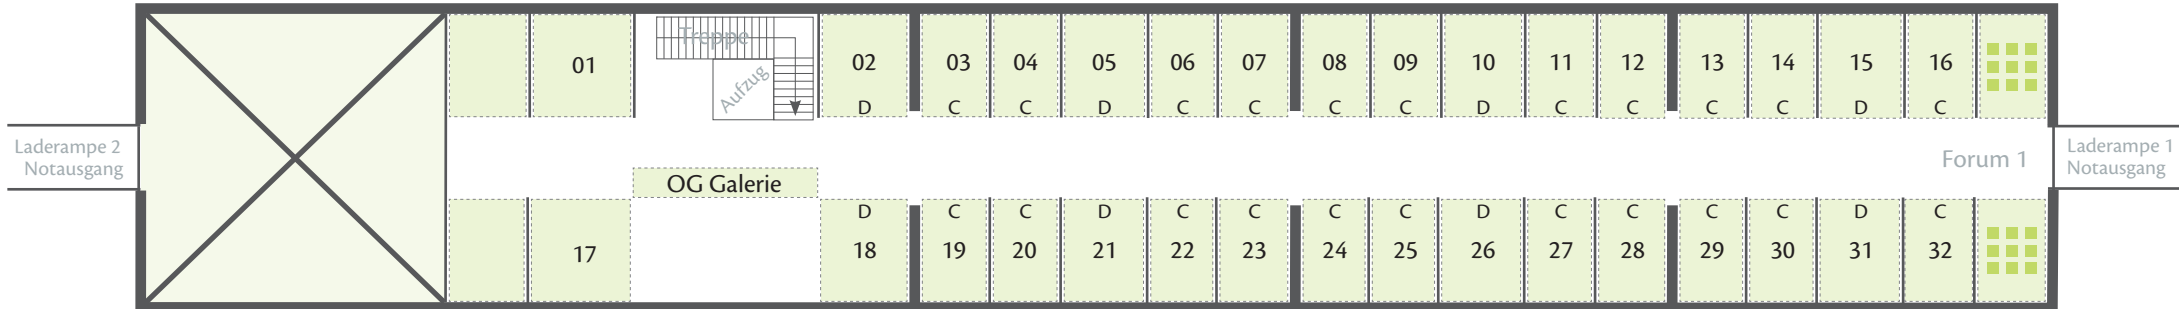 Treppe
Aufzug
01 02 03 04 05 06 07 08 09 10 11 12 13 14 15 16
D C C D C C C C D C C C C D C
Laderampe 2
Notausgang
Forum 1
Laderampe 1
Notausgang
OG Galerie
D C C D C C C C D C C C C D C
17 18 19 20 21 22 23 24 25 26 27 28 29 30 31 32